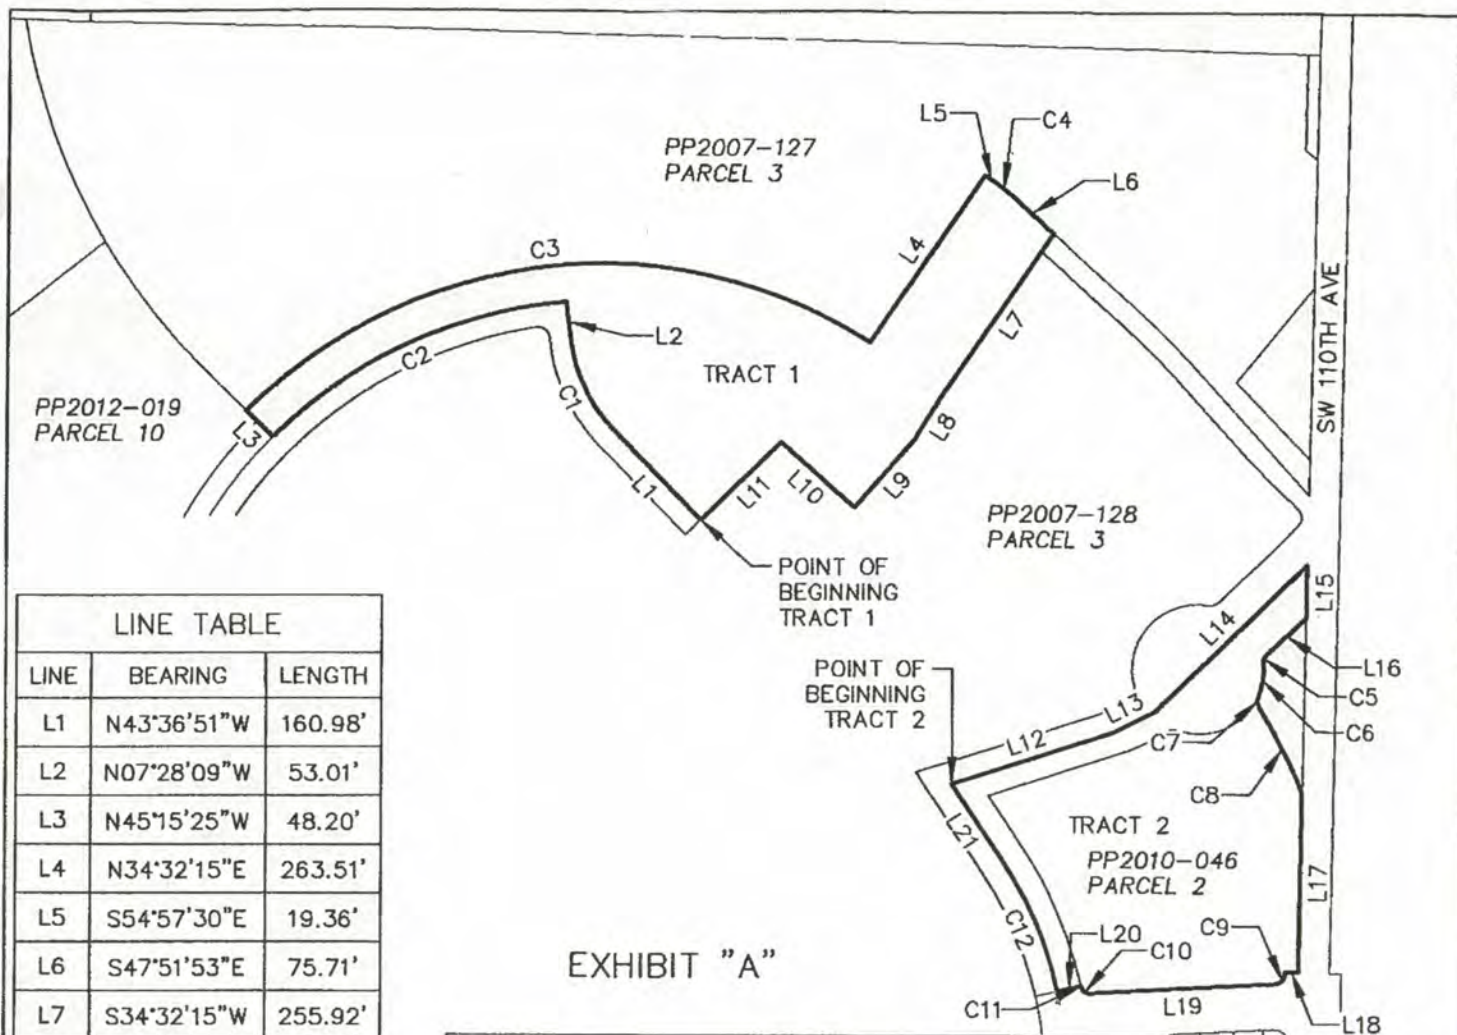 L5
C4
PP2007-127
PARCEL 3
L6
C3
L4
SW 110TH AVE
L2
C2
L7
TRACT 1
C1
PP2012-019
PARCEL 10
L3
L8
L1
L11
L10
L9
PP2007-128
PARCEL 3
POINT OF
BEGINNING
TRACT 1
L15
L14
L16
POINT OF
BEGINNING
TRACT 2
C5
L13
L12
C7
C6
C8
L21
TRACT 2
PP2010-046
PARCEL 2
L17
C12
C9
L20
C10
C11
L19
L18
EXHIBIT "A"
LINE TABLE
LINE BEARING LENGTH
L1 N43°36'51"W 160.98'
L2 N07°28'09"W 53.01'
L3 N45°15'25"W 48.20'
L4 N34°32'15"E 263.51'
L5 S54°57'30"E 19.36'
L6 S47°51'53"E 75.71'
L7 S34°32'15"W 255.92'